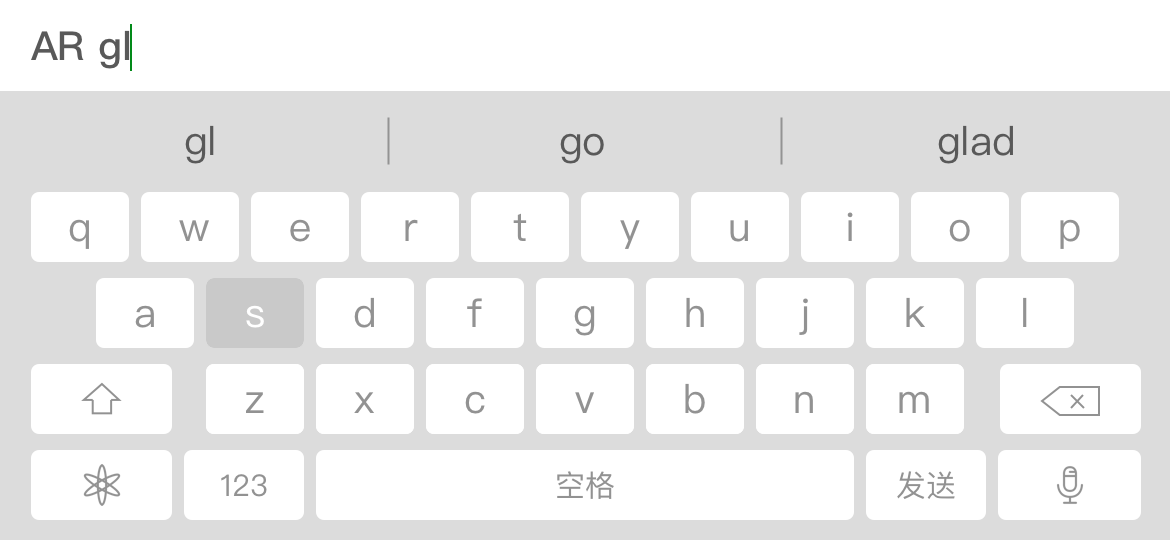 AR gl
gl go glad
q w e r t y u i o p
a s d f g h j k l
z x c v b n m
123 空格 发送